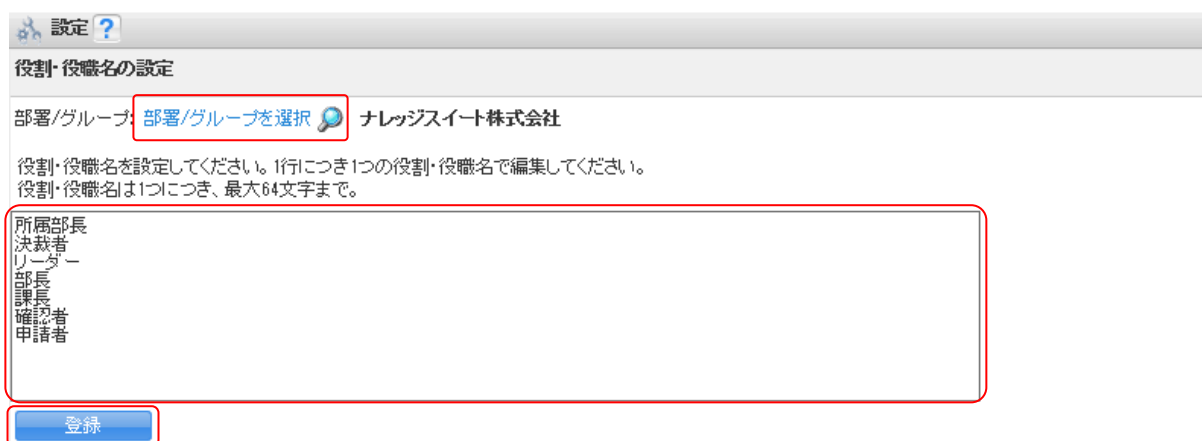 設定 ?
役割・役職名の設定
部署/グループ: 部署/グループを選択 ナレッジスイート株式会社
役割・役職名を設定してください。1行につき1つの役割・役職名で編集してください。
役割・役職名は1つにつき、最大64文字まで。
所属部長
決裁者
リーダー
部長
課長
確認者
申請者
登録